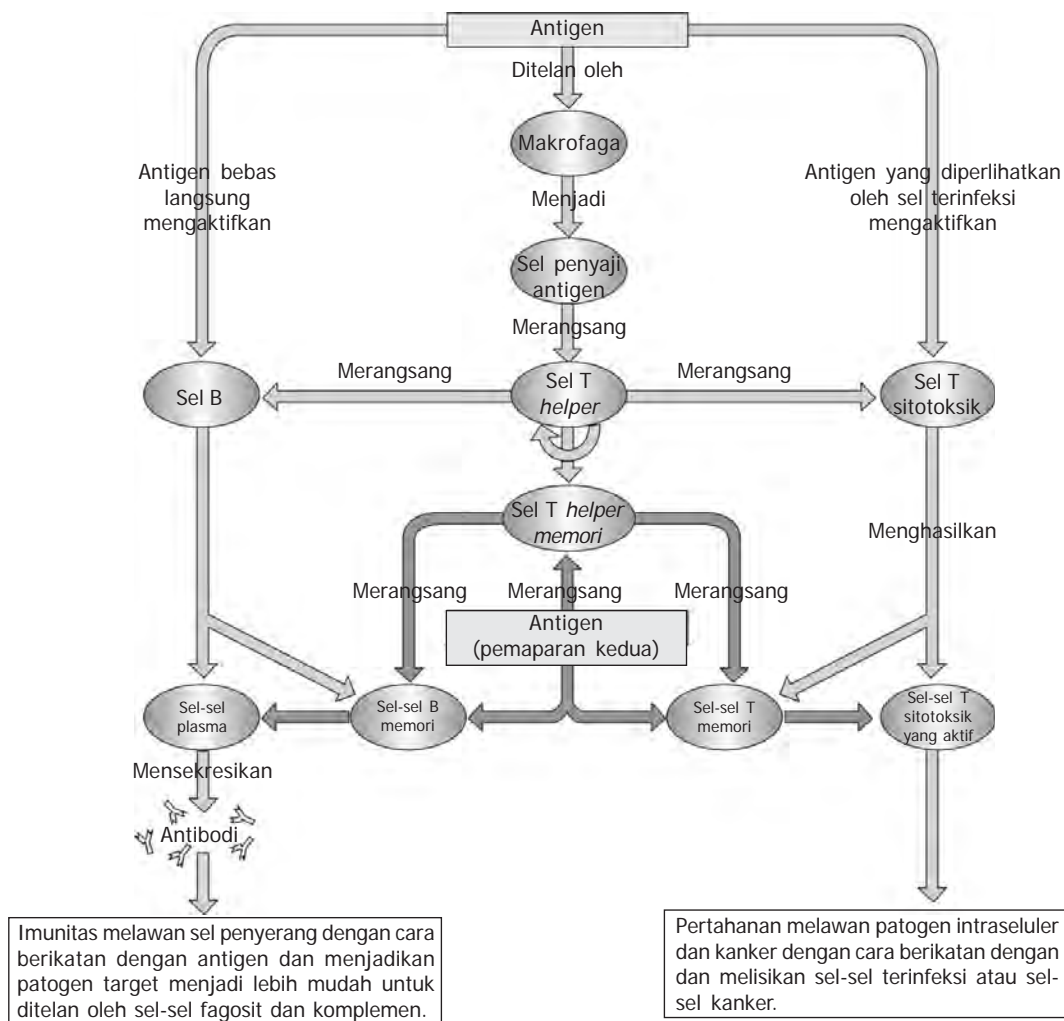 Antigen
Ditelan oleh
Makrofaga
Antigen bebas
langsung
mengaktifkan
Menjadi
Antigen yang diperlihatkan
oleh sel terinfeksi
mengaktifkan
Sel penyaji
antigen
Merangsang
Sel B
Merangsang
Sel T
helper
Merangsang
Sel T
sitotoksik
Sel T helper
memori
Menghasilkan
Merangsang
Merangsang
Merangsang
Antigen
(pemaparan kedua)
Sel-sel
plasma
Sel-sel B
memori
Sel-sel T
memori
Sel-sel T
sitotoksik
yang aktif
Mensekresikan
Antibodi
Imunitas melawan sel penyerang dengan cara
berikatan dengan antigen dan menjadikan
patogen target menjadi lebih mudah untuk
ditelan oleh sel-sel fagosit dan komplemen.
Pertahanan melawan patogen intraseluler
dan kanker dengan cara berikatan dengan
dan melisikan sel-sel terinfeksi atau sel-
sel kanker.